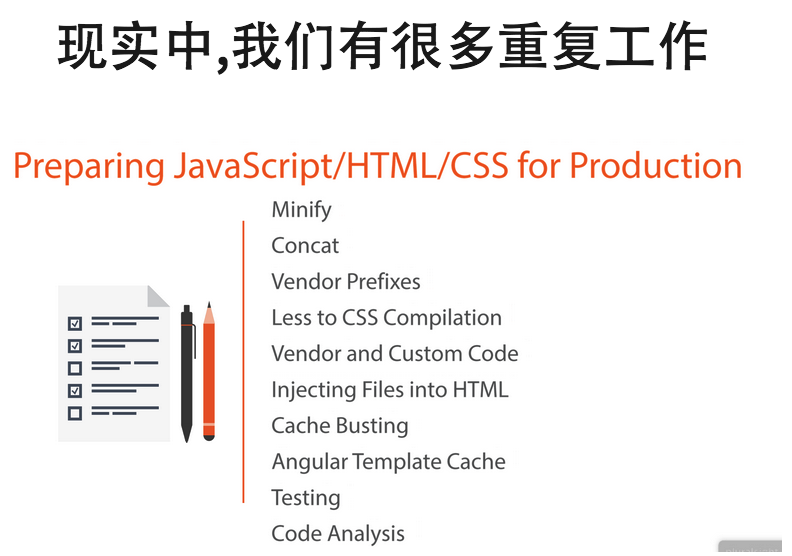 现实中,我们有很多重复工作
Preparing JavaScript/HTML/CSS for Production
Minify
Concat
Vendor Prefixes
Less to CSS Compilation
Vendor and Custom Code
Injecting Files into HTML
Cache Busting
Angular Template Cache
Testing
Code Analysis